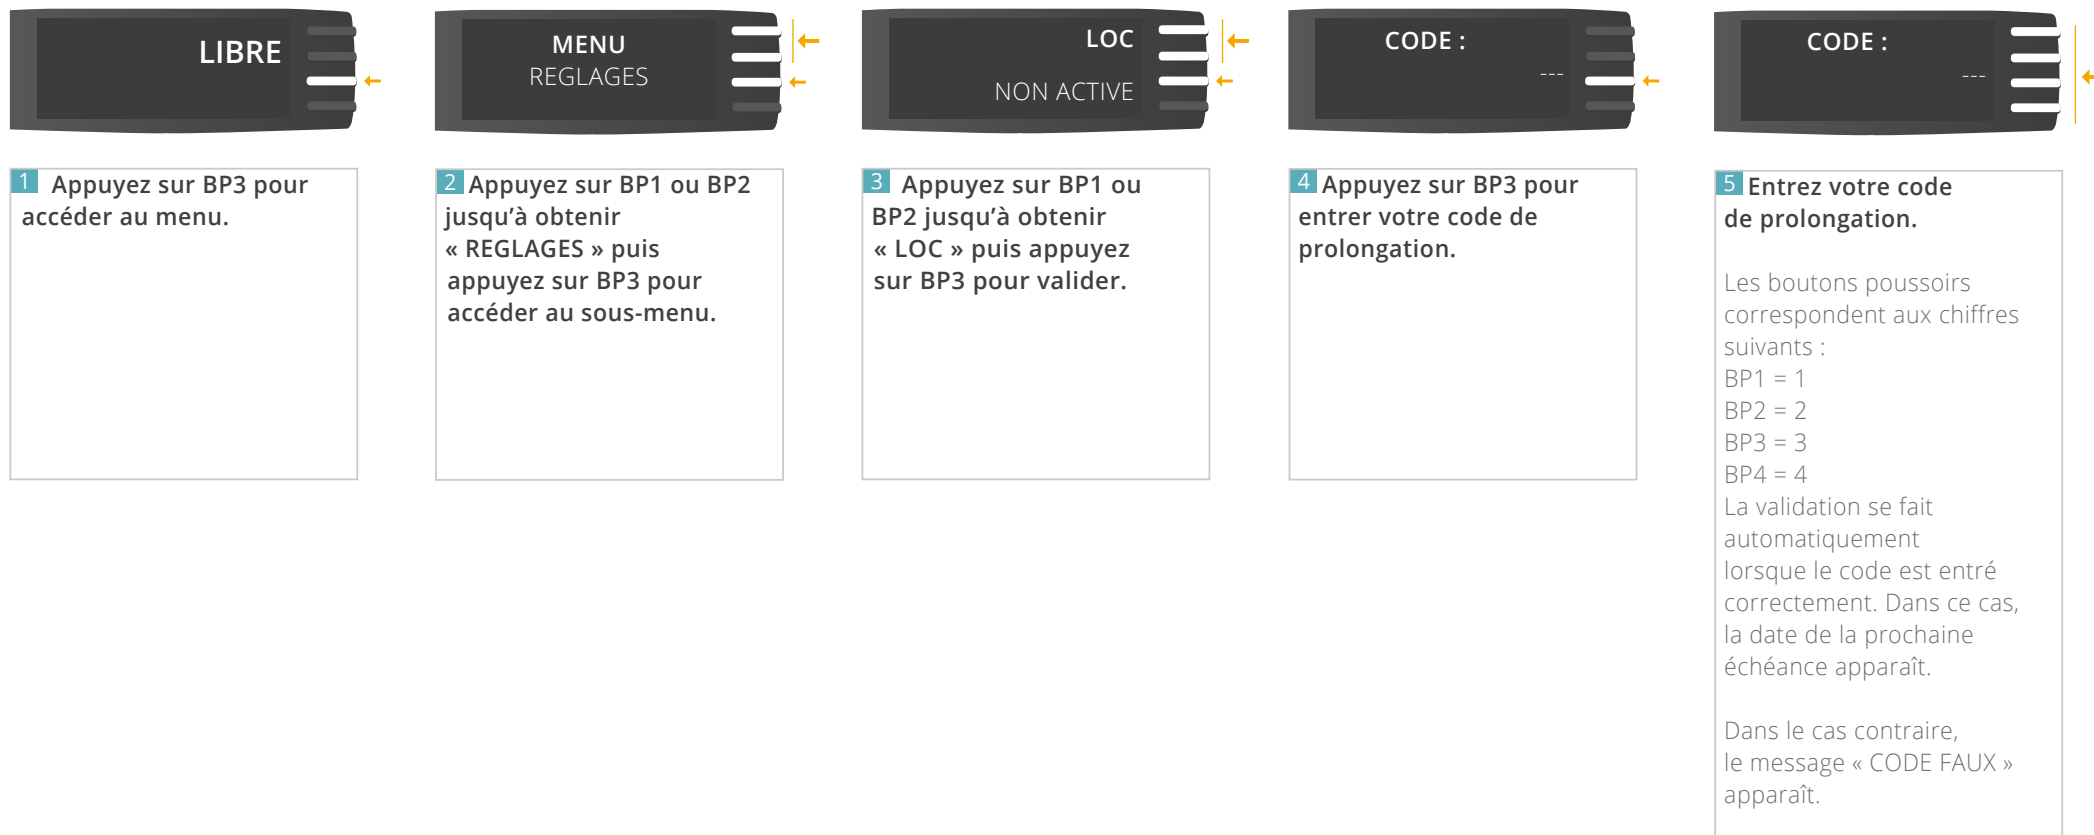 LIBRE
MENU
REGLAGES
LOC
NON ACTIVE
CODE :
---
CODE :
---
1 Appuyez sur BP3 pour
accéder au menu.
2 Appuyez sur BP1 ou BP2
jusqu’à obtenir
« REGLAGES » puis
appuyez sur BP3 pour
accéder au sous-menu.
3 Appuyez sur BP1 ou
BP2 jusqu’à obtenir
« LOC » puis appuyez
sur BP3 pour valider.
4 Appuyez sur BP3 pour
entrer votre code de
prolongation.
5 Entrez votre code
de prolongation.
Les boutons poussoirs
correspondent aux chiffres
suivants :
BP1 = 1
BP2 = 2
BP3 = 3
BP4 = 4
La validation se fait
automatiquement
lorsque le code est entré
correctement. Dans ce cas,
la date de la prochaine
échéance apparaît.
Dans le cas contraire,
le message « CODE FAUX »
apparaît.